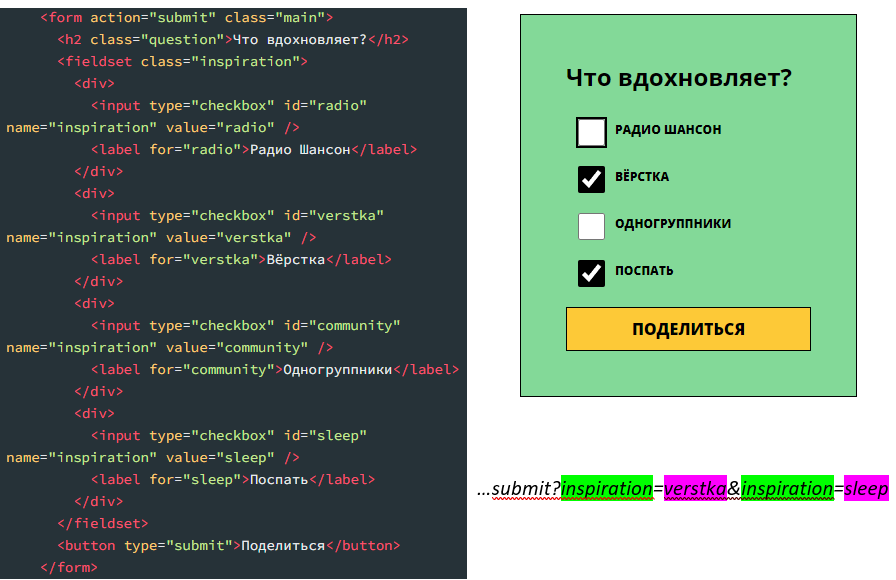 <form action="submit" class="main">
<h2 class="question">Что вдохновляет?</h2>
<fieldset class="inspiration">
<div>
<input type="checkbox" id="radio"
name="inspiration" value="radio" />
<label for="radio">Радио Шансон</label>
</div>
<div>
<input type="checkbox" id="verstka"
name="inspiration" value="verstka" />
<label for="verstka">Вёрстка</label>
</div>
<div>
<input type="checkbox" id="community"
name="inspiration" value="community" />
<label for="community">Одногруппники</label>
</div>
<div>
<input type="checkbox" id="sleep"
name="inspiration" value="sleep" />
<label for="sleep">Поспать</label>
</div>
</fieldset>
<button type="submit">Поделиться</button>
</form>
Что вдохновляет?
РАДИО ШАНСОН
ВЁРСТКА
ОДНОГРУППНИКИ
ПОСПАТЬ
ПОДЕЛИТЬСЯ
...submit?inspiration=verstka&inspiration=sleep